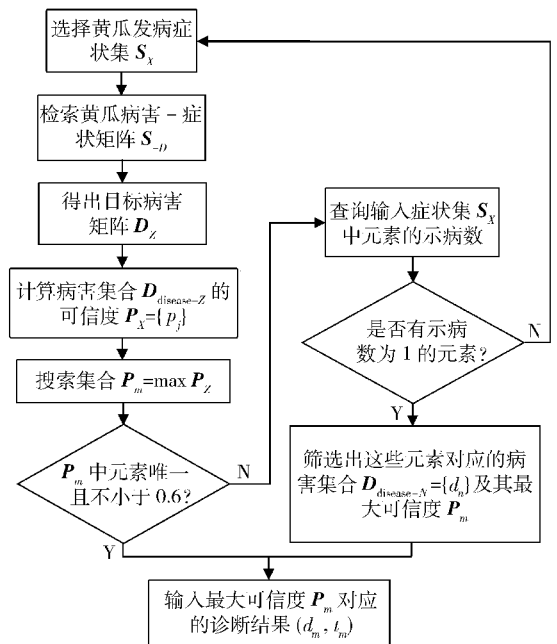 选择黄瓜发病症
状集 S_X
检索黄瓜病害－症
状矩阵 S_{-D}
得出目标病害
矩阵 D_Z
计算病害集合 D_{disease-Z} 的
可信度 P_X={p_j}
搜索集合 P_m=max P_Z
P_m 中元素唯一
且不小于 0.6?
N
Y
查询输入症状集 S_X
中元素的示病数
是否有示病
数为 1 的元素?
N
Y
筛选出这些元素对应的病
害集合 D_{disease-N}={d_n}及其最
大可信度 P_m
输入最大可信度 P_m 对应
的诊断结果 (d_m, t_m)